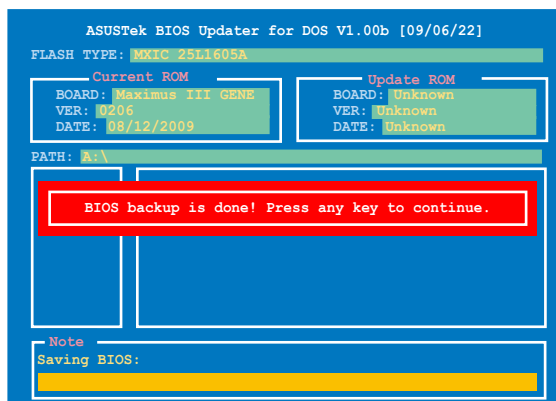 ASUSTek BIOS Updater for DOS V1.00b [09/06/22]
FLASH TYPE: MXIC 25L1605A
Current ROM
BOARD: Maximus III GENE
VER: 0206
DATE: 08/12/2009
Update ROM
BOARD: Unknown
VER: Unknown
DATE: Unknown
PATH: A:\
BIOS backup is done! Press any key to continue.
Note
Saving BIOS: